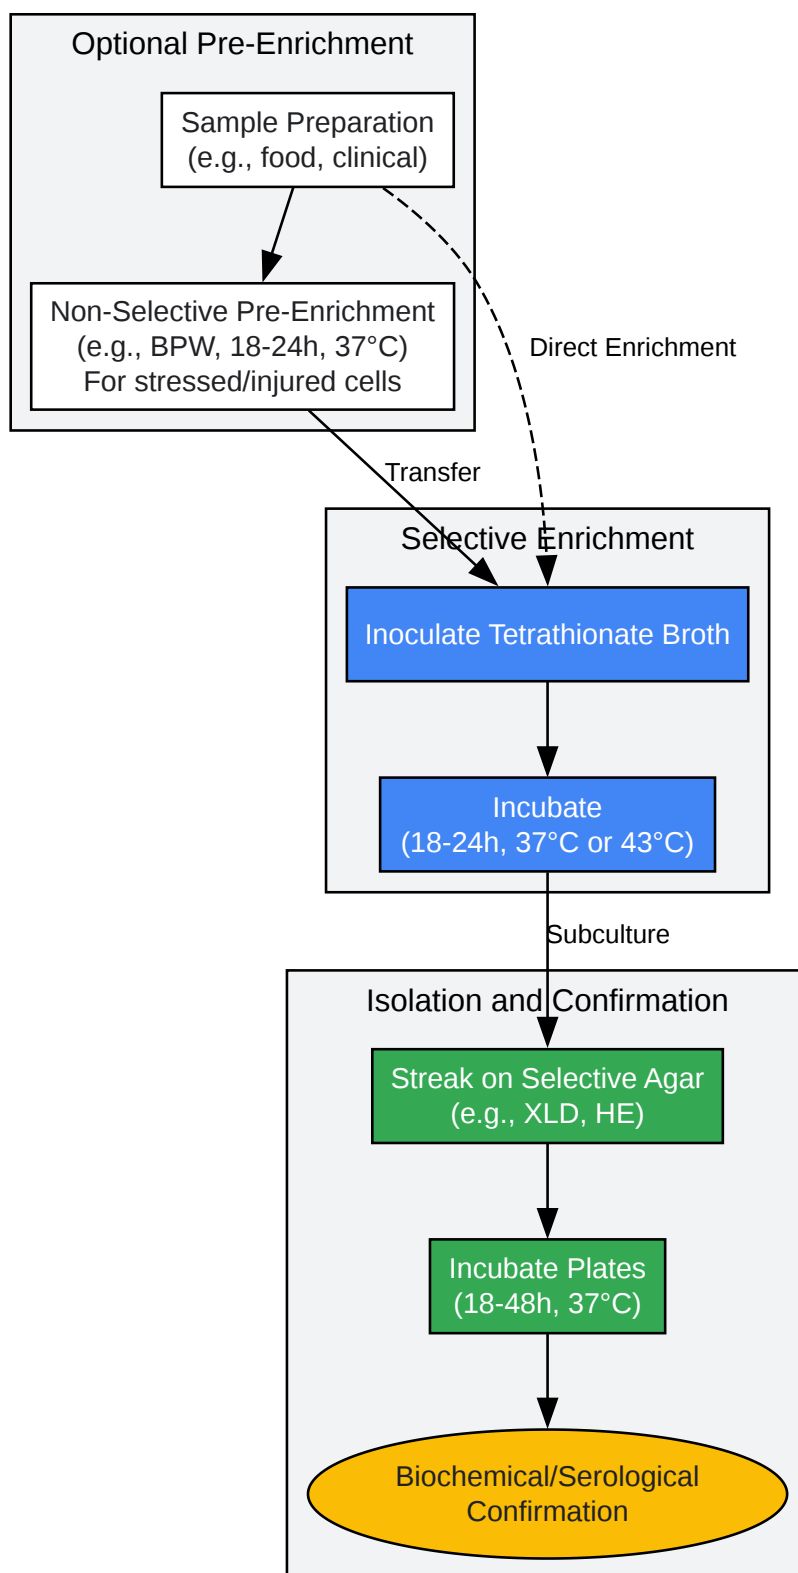 Optional Pre-Enrichment
Sample Preparation
(e.g., food, clinical)
Non-Selective Pre-Enrichment
(e.g., BPW, 18-24h, 37°C)
For stressed/injured cells
Direct Enrichment
Transfer
Selective Enrichment
Inoculate Tetrathionate Broth
Incubate
(18-24h, 37°C or 43°C)
Subculture
Isolation and Confirmation
Streak on Selective Agar
(e.g., XLD, HE)
Incubate Plates
(18-48h, 37°C)
Biochemical/Serological
Confirmation